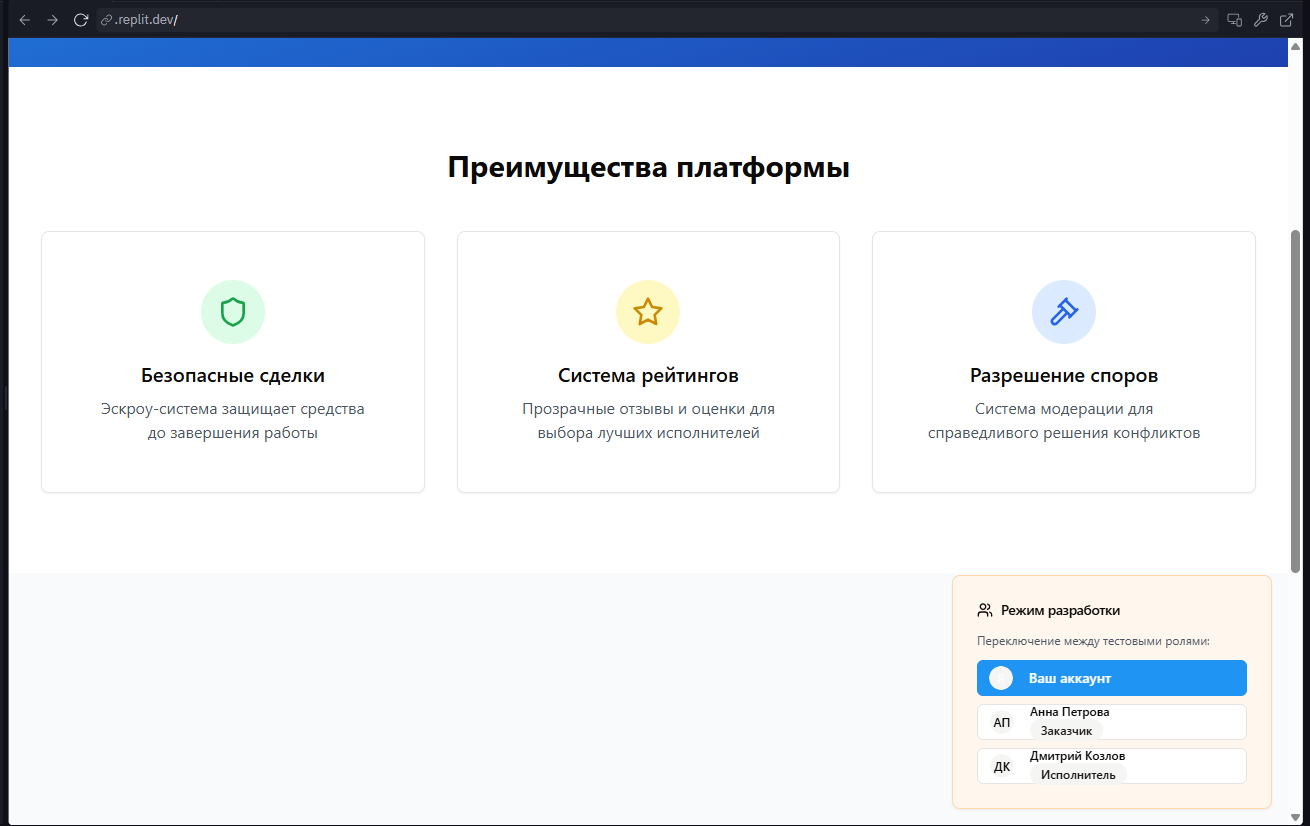 .replit.dev/
Преимущества платформы
Безопасные сделки
Эскроу-система защищает средства
до завершения работы
Система рейтингов
Прозрачные отзывы и оценки для
выбора лучших исполнителей
Разрешение споров
Система модерации для
справедливого решения конфликтов
Режим разработки
Переключение между тестовыми ролями:
Ваш аккаунт
АП
Анна Петрова
Заказчик
ДК
Дмитрий Козлов
Исполнитель